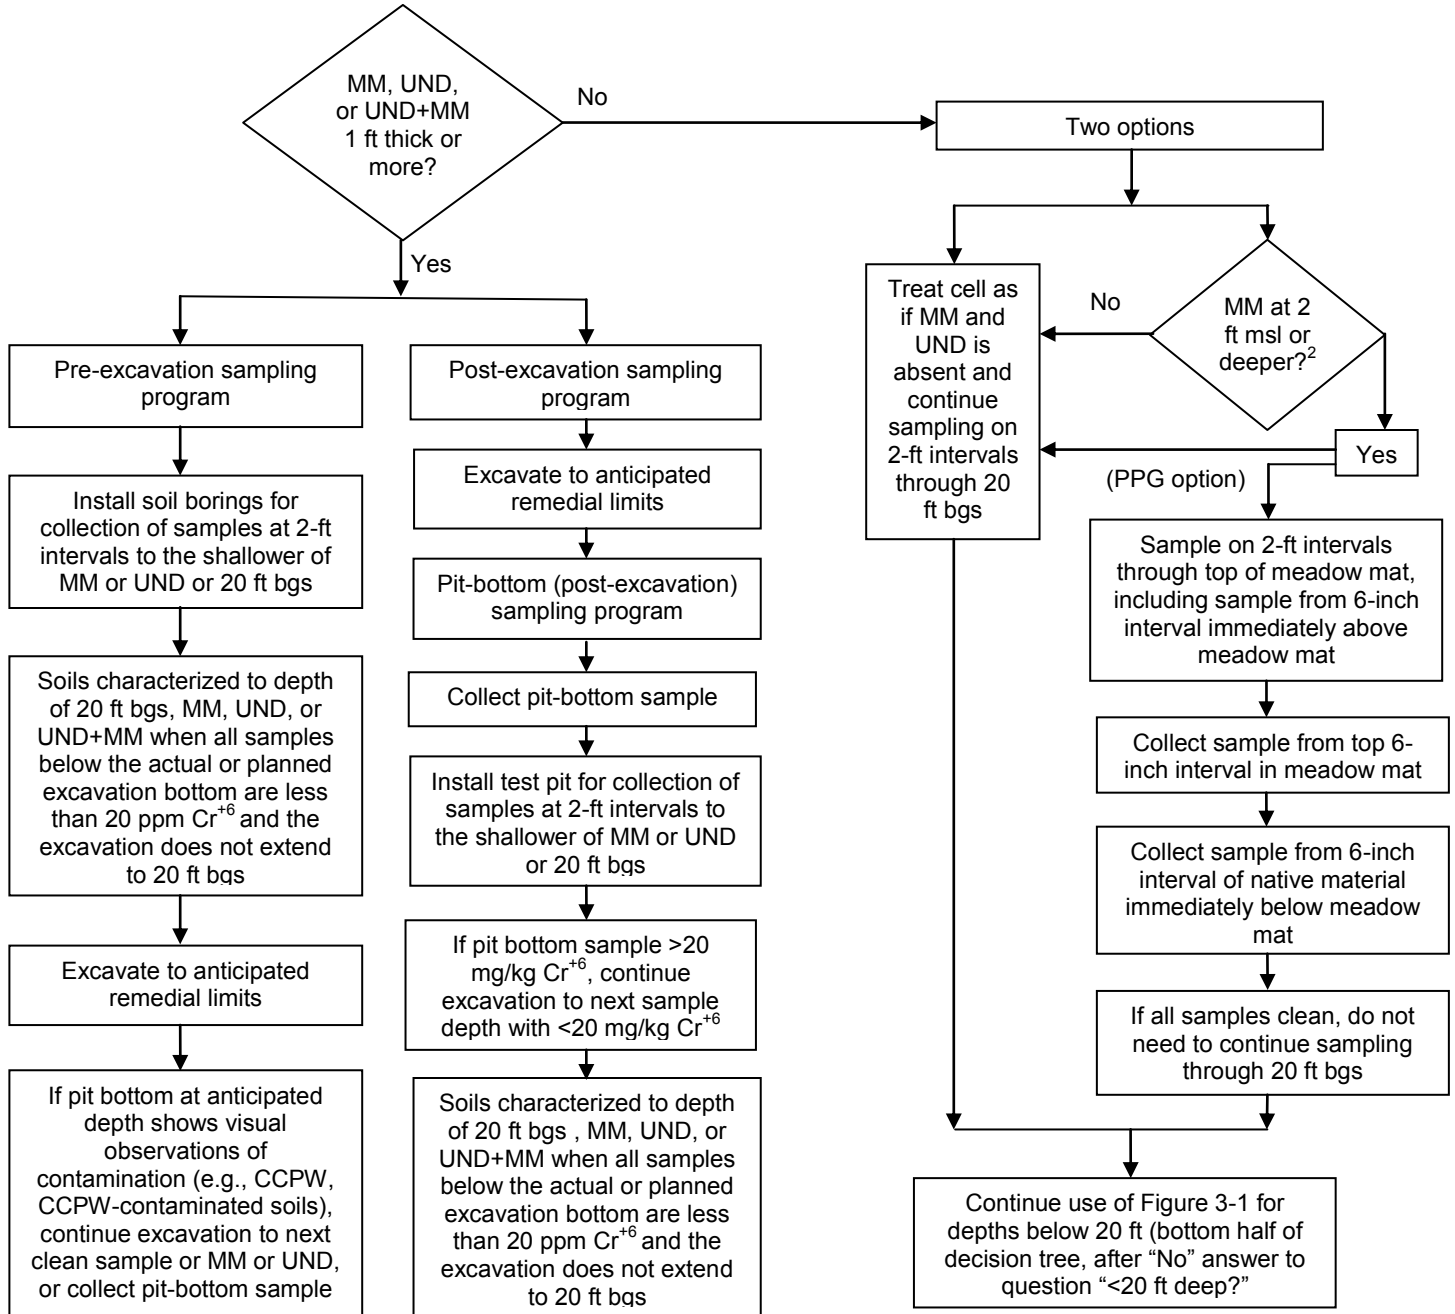 MM, UND,
or UND+MM
1 ft thick or
more?
No
Two options
Yes
Pre-excavation sampling
program
Install soil borings for
collection of samples at 2-ft
intervals to the shallower of
MM or UND or 20 ft bgs
Soils characterized to depth
of 20 ft bgs, MM, UND, or
UND+MM when all samples
below the actual or planned
excavation bottom are less
than 20 ppm Cr+6 and the
excavation does not extend
to 20 ft bgs
Excavate to anticipated
remedial limits
If pit bottom at anticipated
depth shows visual
observations of
contamination (e.g., CCPW,
CCPW-contaminated soils),
continue excavation to next
clean sample or MM or UND,
or collect pit-bottom sample
Post-excavation sampling
program
Excavate to anticipated
remedial limits
Pit-bottom (post-excavation)
sampling program
Collect pit-bottom sample
Install test pit for collection of
samples at 2-ft intervals to
the shallower of MM or UND
or 20 ft bgs
If pit bottom sample >20
mg/kg Cr+6, continue
excavation to next sample
depth with <20 mg/kg Cr+6
Soils characterized to depth
of 20 ft bgs , MM, UND, or
UND+MM when all samples
below the actual or planned
excavation bottom are less
than 20 ppm Cr+6 and the
excavation does not extend
to 20 ft bgs
Treat cell as
if MM and
UND is
absent and
continue
sampling on
2-ft intervals
through 20
ft bgs
No
MM at 2
ft msl or
deeper?2
Yes
(PPG option)
Sample on 2-ft intervals
through top of meadow mat,
including sample from 6-inch
interval immediately above
meadow mat
Collect sample from top 6-
inch interval in meadow mat
Collect sample from 6-inch
interval of native material
immediately below meadow
mat
If all samples clean, do not
need to continue sampling
through 20 ft bgs
Continue use of Figure 3-1 for
depths below 20 ft (bottom half of
decision tree, after “No” answer to
question “<20 ft deep?”